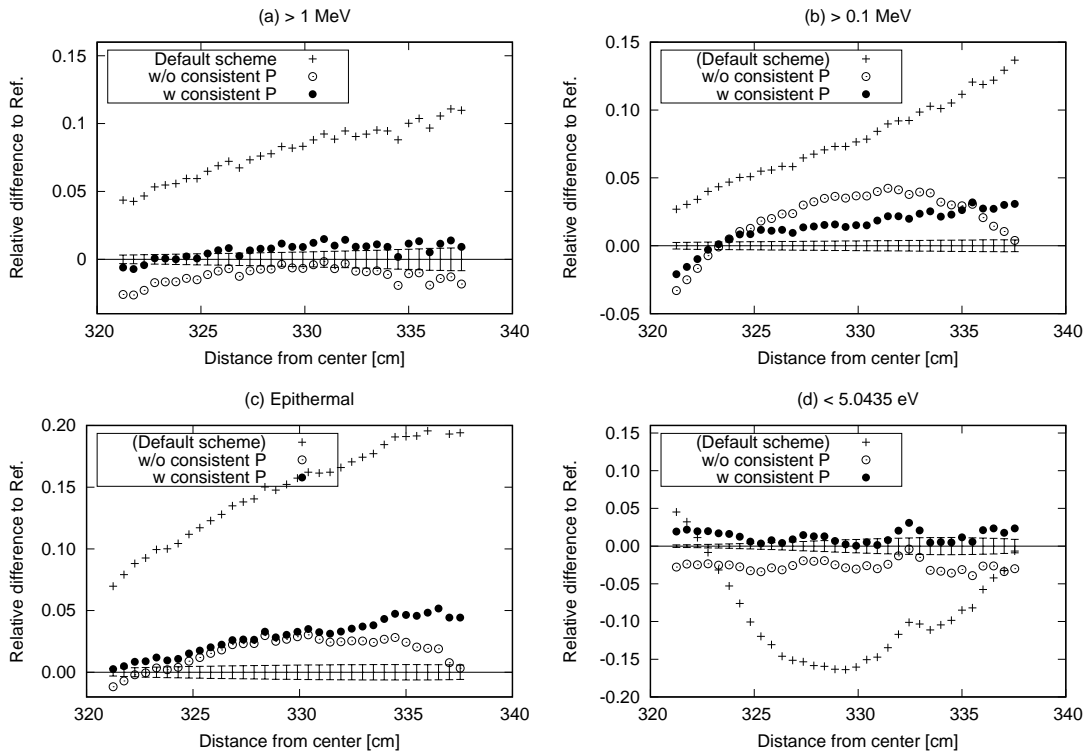 (a) > 1 MeV
0.15
0.1
0.05
0
Relative difference to Ref.
Default scheme
w/o consistent P
w consistent P
320
325
330
335
340
Distance from center [cm]
(b) > 0.1 MeV
0.15
0.10
0.05
0.00
-0.05
Relative difference to Ref.
(Default scheme)
w/o consistent P
w consistent P
320
325
330
335
340
Distance from center [cm]
(c) Epithermal
0.20
0.15
0.10
0.05
0.00
Relative difference to Ref.
(Default scheme)
w/o consistent P
w consistent P
320
325
330
335
340
Distance from center [cm]
(d) < 5.0435 eV
0.15
0.10
0.05
0.00
-0.05
-0.10
-0.15
-0.20
Relative difference to Ref.
(Default scheme)
w/o consistent P
w consistent P
320
325
330
335
340
Distance from center [cm]